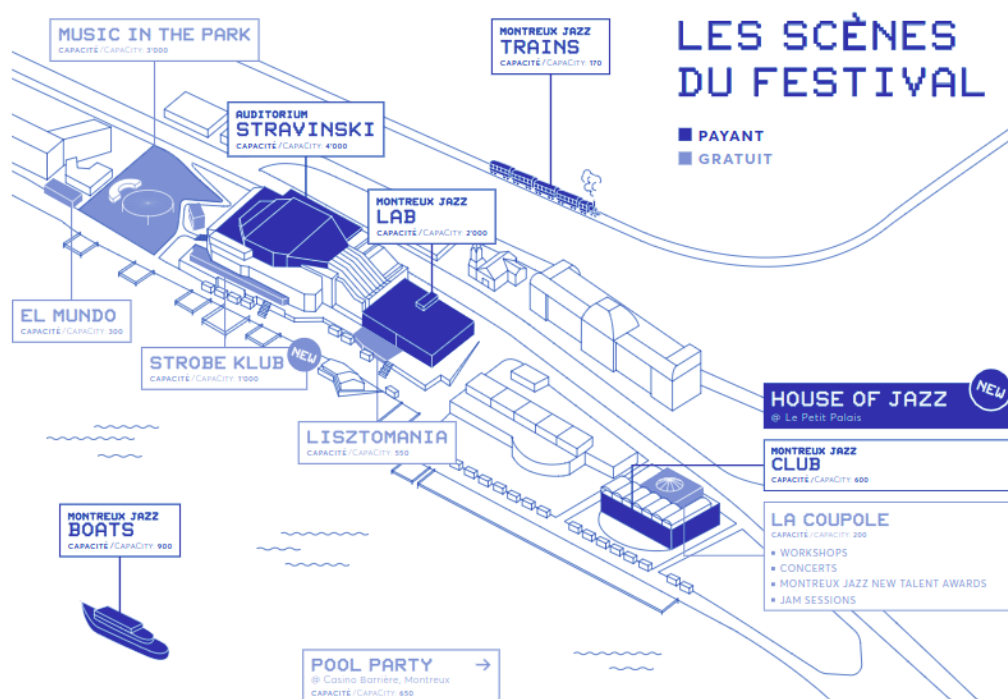 LES SCÈNES
DU FESTIVAL
PAYANT
GRATUIT
MUSIC IN THE PARK
CAPACITÉ/CAPACITY: 3'000
MONTREUX JAZZ
TRAINS
CAPACITÉ/CAPACITY: 170
AUDITORIUM
STRAVINSKI
CAPACITÉ/CAPACITY: 4'000
MONTREUX JAZZ
LAB
CAPACITÉ/CAPACITY: 2'000
EL MUNDO
CAPACITÉ/CAPACITY: 300
STROBE KLUB
CAPACITÉ/CAPACITY: 1'000
NEW
LISZTOMANIA
CAPACITÉ/CAPACITY: 550
HOUSE OF JAZZ
@ Le Petit Palais
NEW
MONTREUX JAZZ
CLUB
CAPACITÉ/CAPACITY: 600
LA COUPOLE
CAPACITÉ/CAPACITY: 200
▪ WORKSHOPS
▪ CONCERTS
▪ MONTREUX JAZZ NEW TALENT AWARDS
▪ JAM SESSIONS
MONTREUX JAZZ
BOATS
CAPACITÉ/CAPACITY: 900
POOL PARTY →
@ Casino Barrière, Montreux
CAPACITÉ/CAPACITY: 650